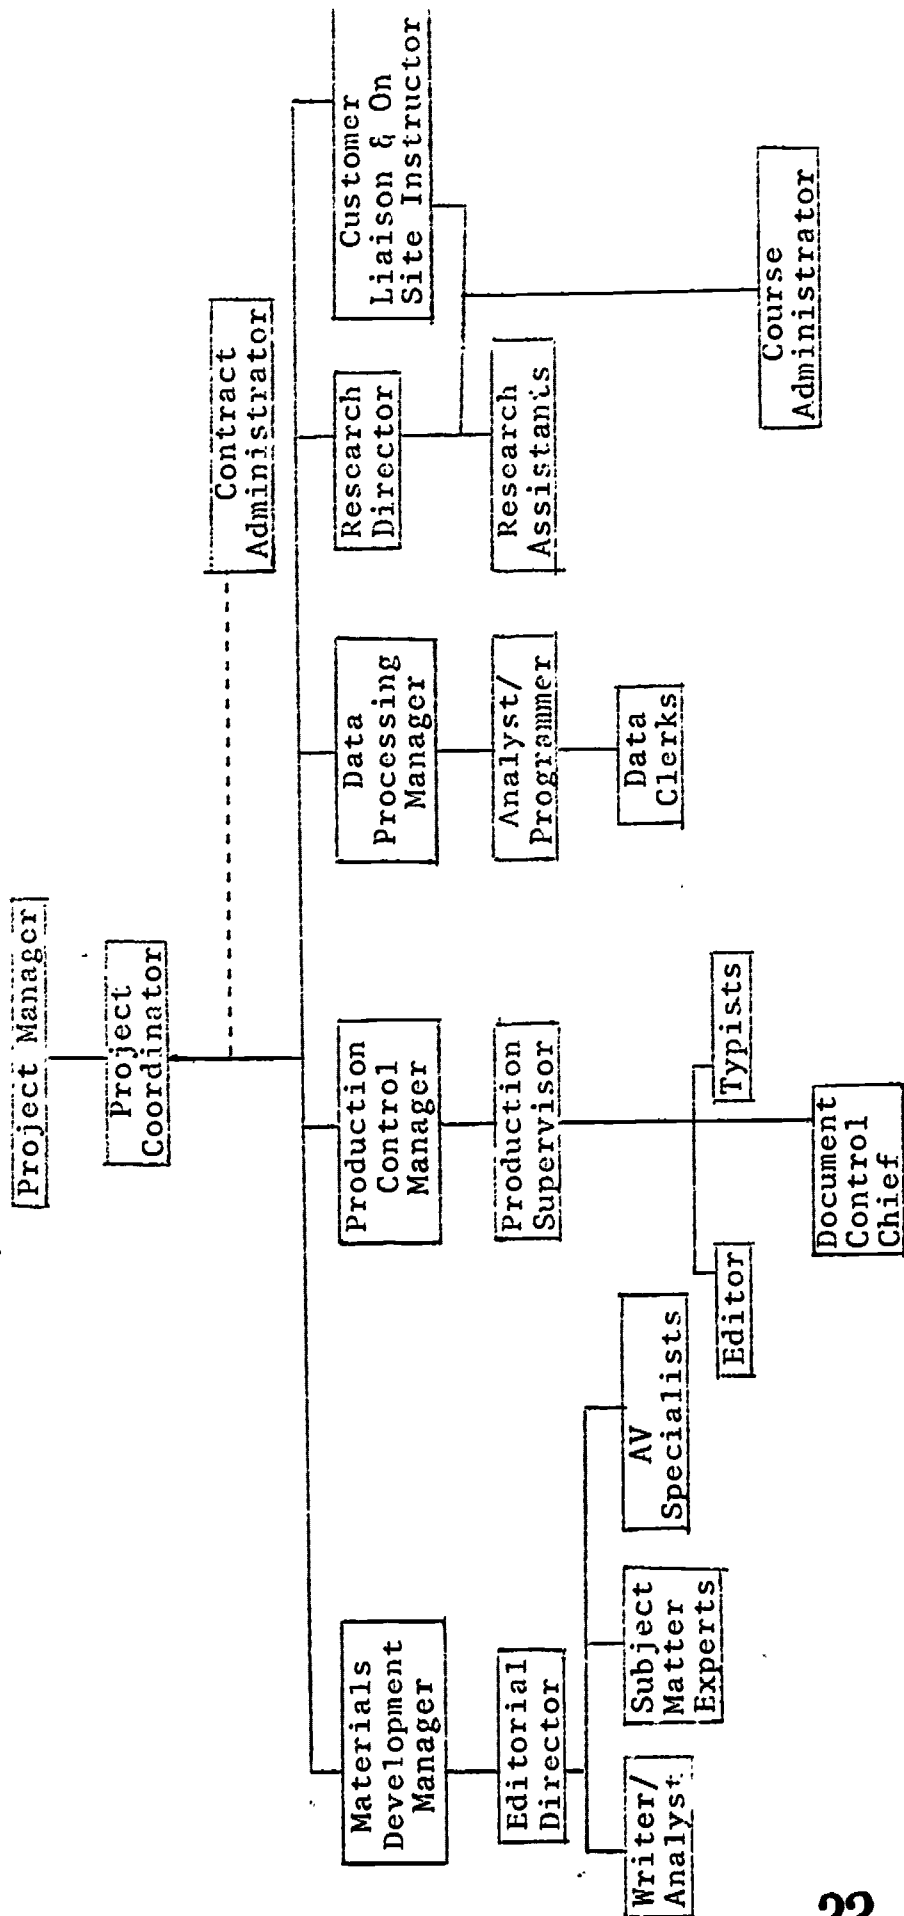 Project Manager
Project
Coordinator
Contract
Administrator
Materials
Development
Manager
Production
Control
Manager
Data
Processing
Manager
Research
Director
Customer
Liaison & On
Site Instructor
Editorial
Director
Production
Supervisor
Analyst/
Programmer
Research
Assistants
Writer/
Analyst
Subject
Matter
Experts
AV
Specialists
Data
Clerks
Editor
Typists
Course
Administrator
Document
Control
Chief
22